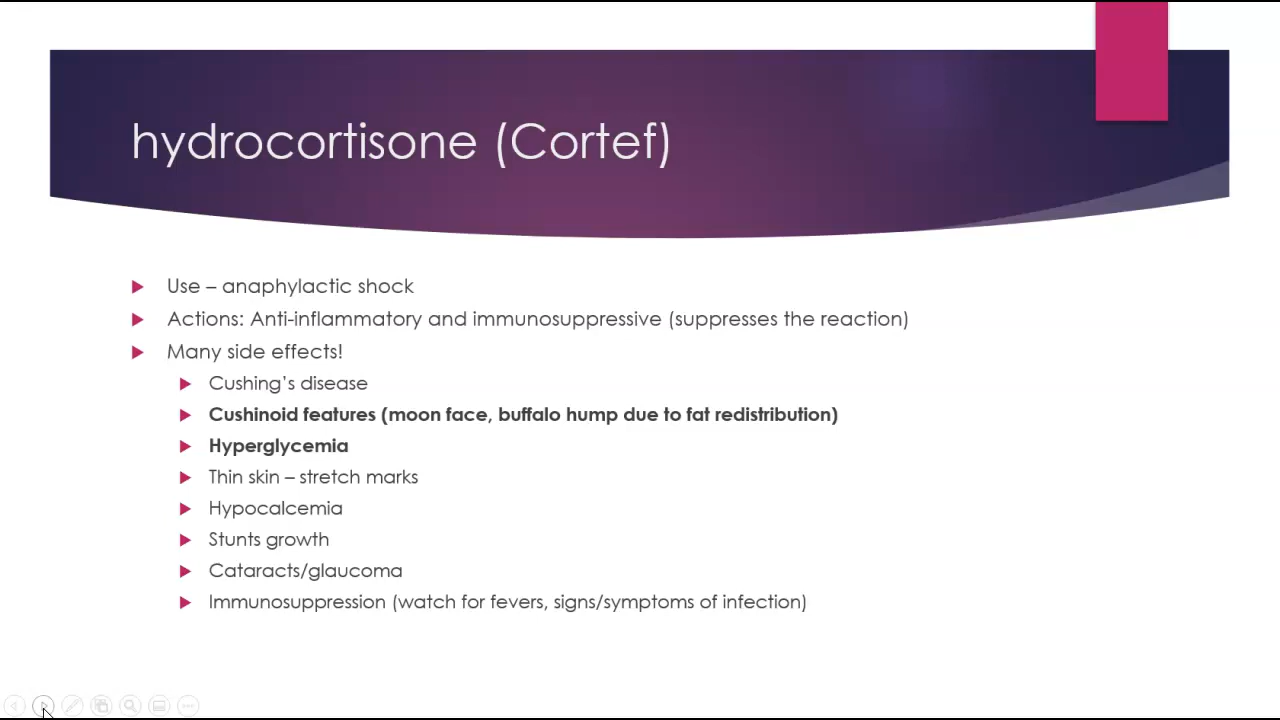 hydrocortisone (Cortef)
Use – anaphylactic shock
Actions: Anti-inflammatory and immunosuppressive (suppresses the reaction)
Many side effects!
Cushing’s disease
Cushinoid features (moon face, buffalo hump due to fat redistribution)
Hyperglycemia
Thin skin – stretch marks
Hypocalcemia
Stunts growth
Cataracts/glaucoma
Immunosuppression (watch for fevers, signs/symptoms of infection)